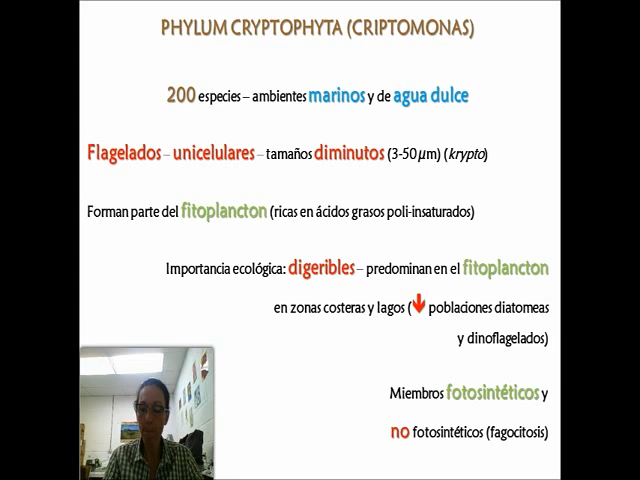 PHYLUM CRYPTOPHYTA (CRIPTOMONAS)
200 especies – ambientes marinos y de agua dulce
Flagelados – unicelulares – tamaños diminutos (3-50 µm) (krypto)
Forman parte del fitoplancton (ricas en ácidos grasos poli-insaturados)
Importancia ecológica: digeribles – predominan en el fitoplancton
en zonas costeras y lagos ( poblaciones diatomeas
y dinoflagelados)
Miembros fotosintéticos y
no fotosintéticos (fagocitosis)